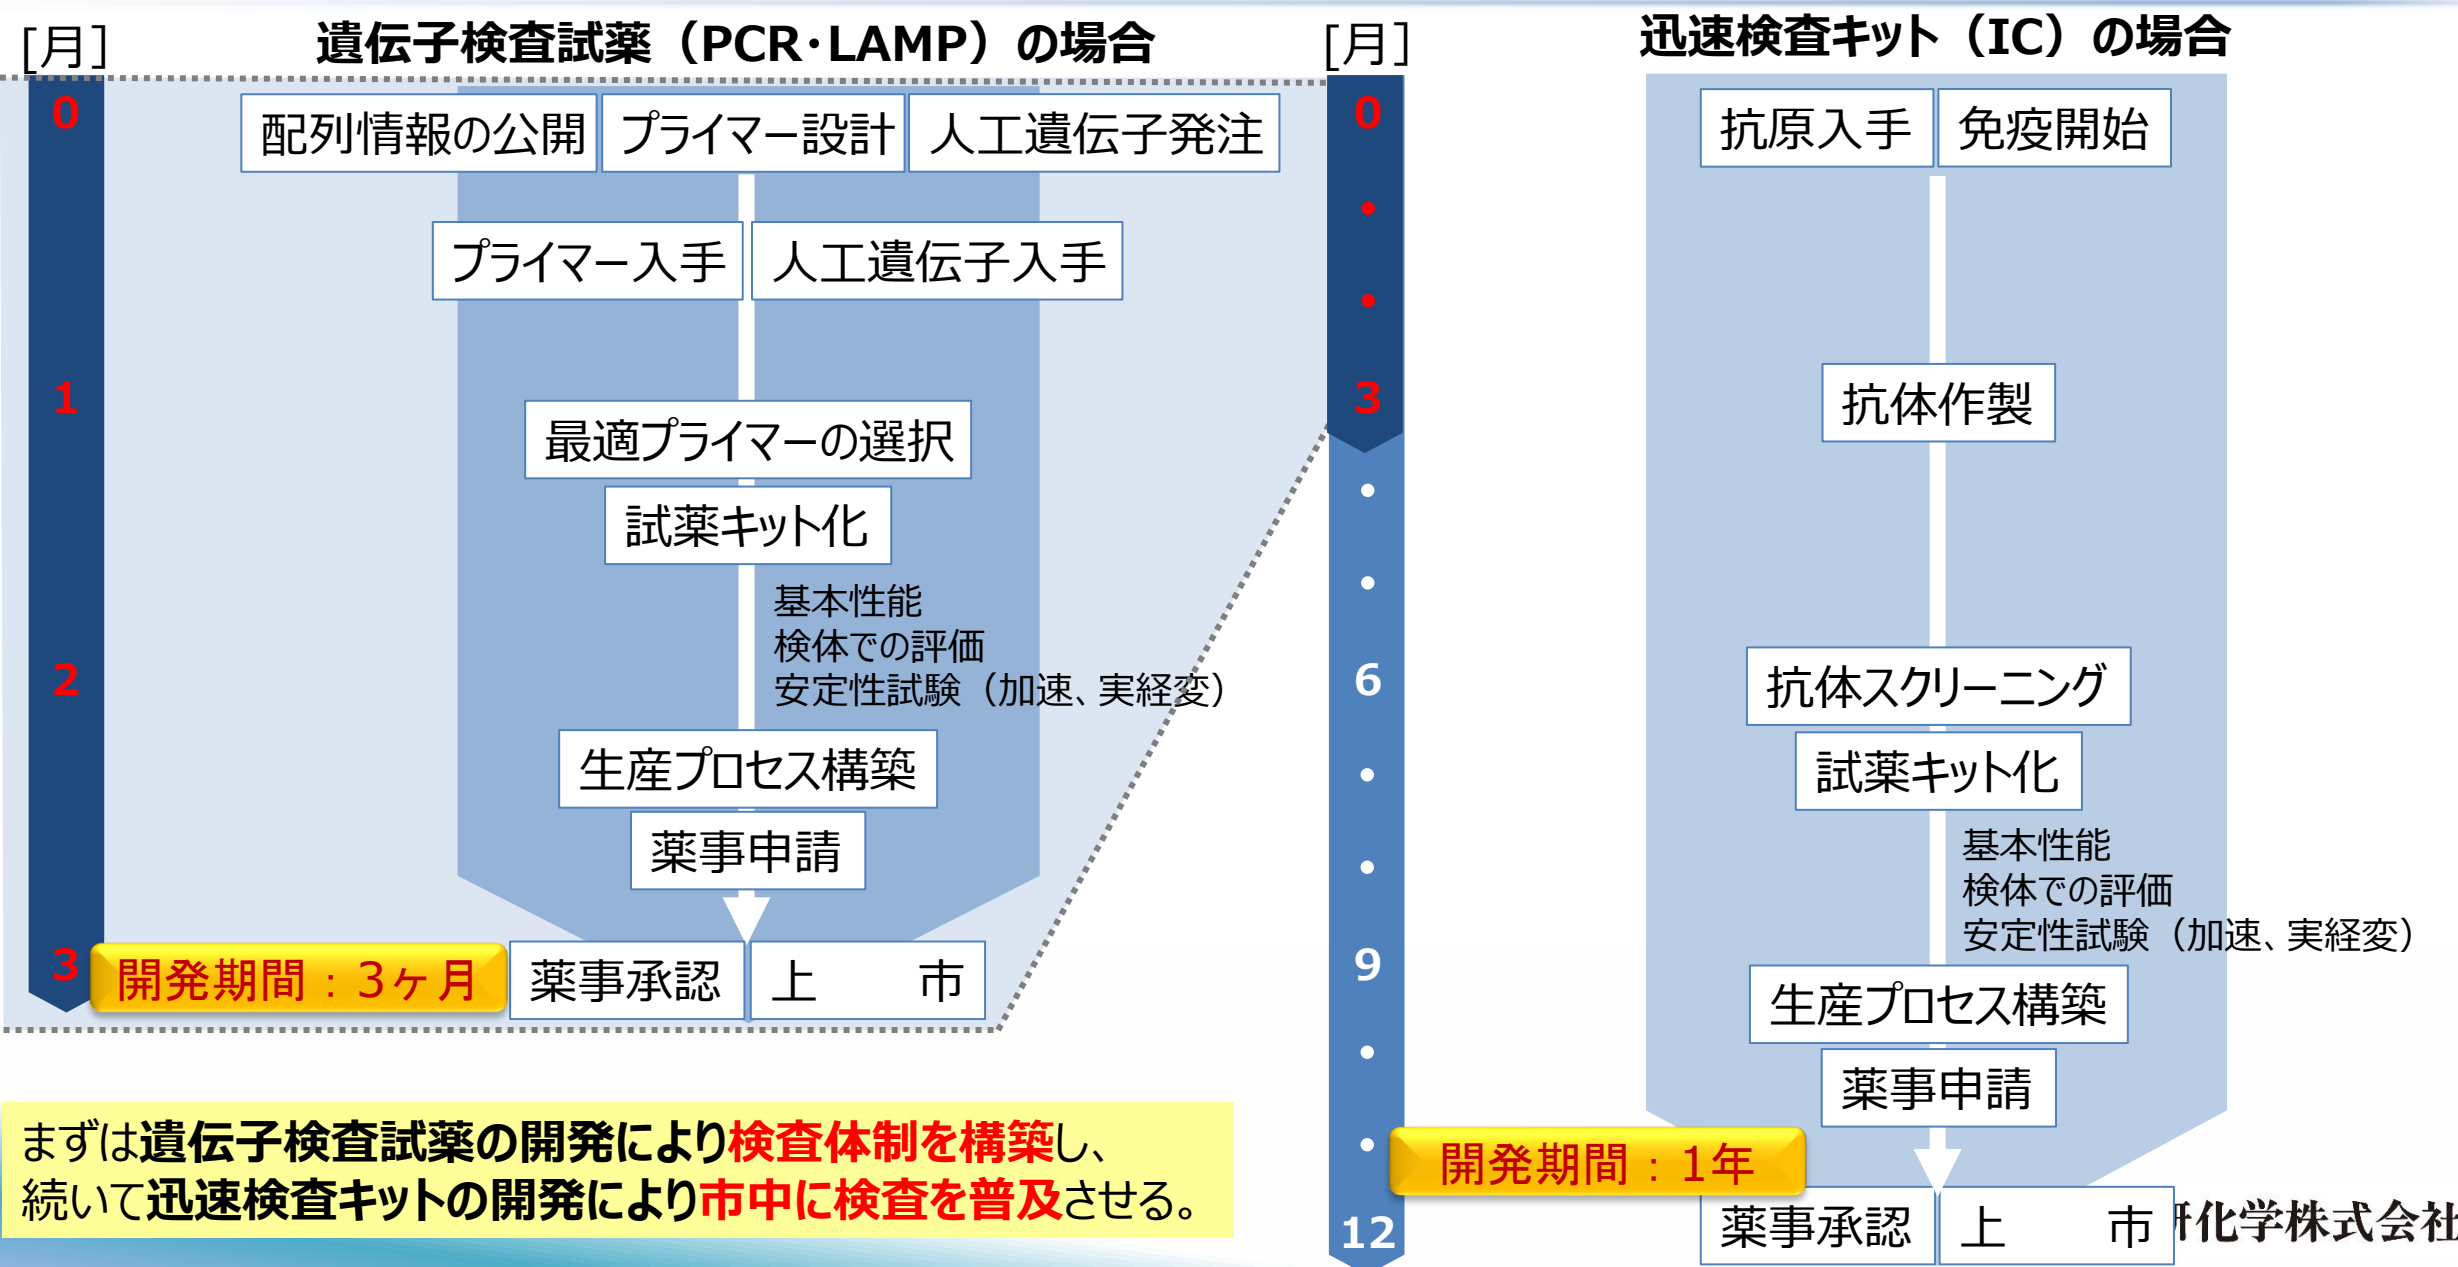 [月]
遺伝子検査試薬（PCR・LAMP）の場合
0
配列情報の公開
プライマー設計
人工遺伝子発注
プライマー入手
人工遺伝子入手
1
最適プライマーの選択
試薬キット化
基本性能
検体での評価
安定性試験（加速、実経変）
2
生産プロセス構築
薬事申請
3
開発期間：3ヶ月
薬事承認
上　　市
[月]
迅速検査キット（IC）の場合
0
・
・
3
・
・
6
・
・
9
・
・
12
抗原入手
免疫開始
抗体作製
抗体スクリーニング
試薬キット化
基本性能
検体での評価
安定性試験（加速、実経変）
生産プロセス構築
薬事申請
開発期間：1年
薬事承認
上　　市
まずは遺伝子検査試薬の開発により検査体制を構築し、
続いて迅速検査キットの開発により市中に検査を普及させる。
化学株式会社